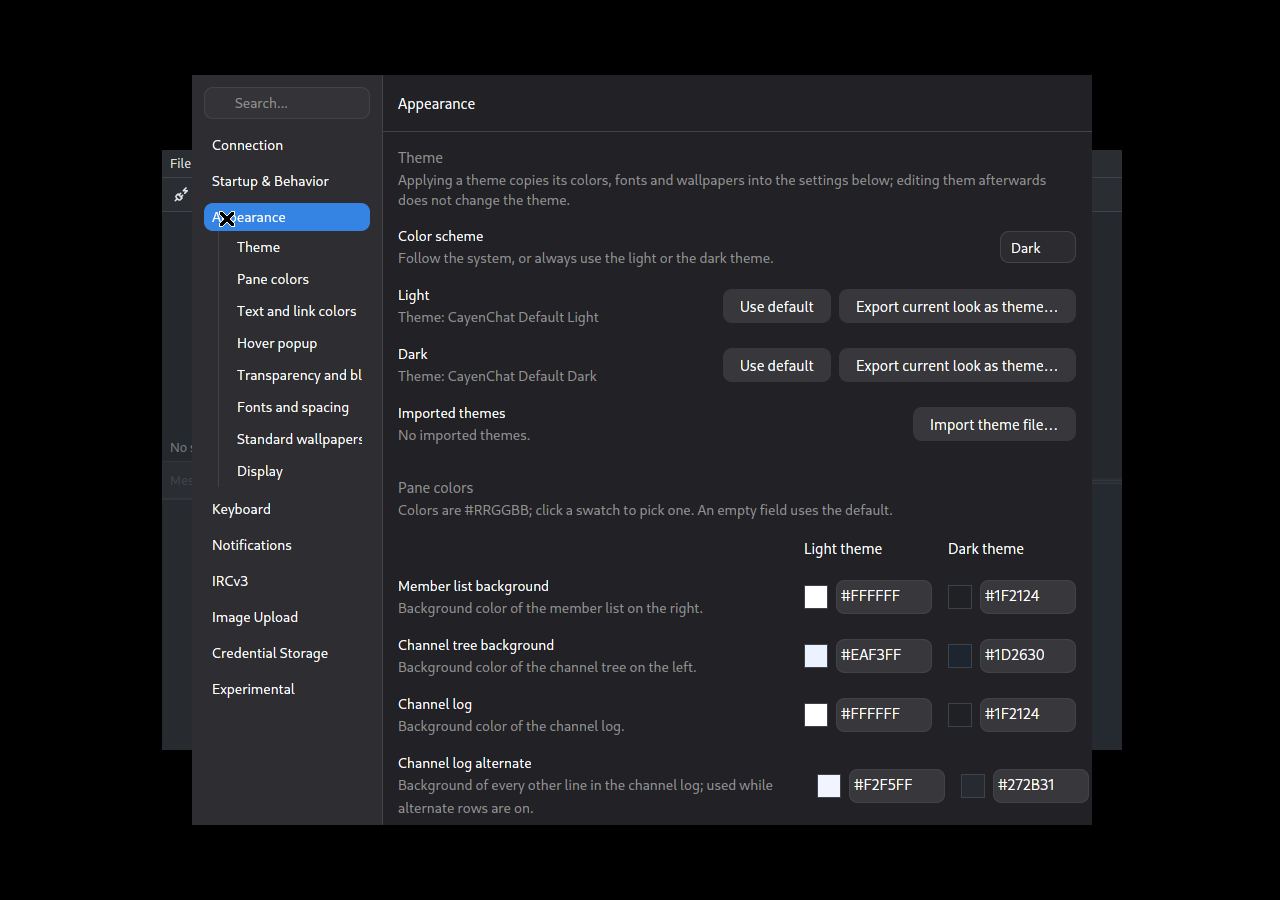 Search...
Appearance
Connection
Startup & Behavior
Appearance
Theme
Pane colors
Text and link colors
Hover popup
Transparency and bl
Fonts and spacing
Standard wallpapers
Display
Keyboard
Notifications
IRCv3
Image Upload
Credential Storage
Experimental
File
No s
Mes
Theme
Applying a theme copies its colors, fonts and wallpapers into the settings below; editing them afterwards
does not change the theme.
Color scheme
Follow the system, or always use the light or the dark theme.
Dark
Light
Theme: CayenChat Default Light
Use default
Export current look as theme...
Dark
Theme: CayenChat Default Dark
Use default
Export current look as theme...
Imported themes
No imported themes.
Import theme file...
Pane colors
Colors are #RRGGBB; click a swatch to pick one. An empty field uses the default.
Light theme
Dark theme
Member list background
Background color of the member list on the right.
#FFFFFF
#1F2124
Channel tree background
Background color of the channel tree on the left.
#EAF3FF
#1D2630
Channel log
Background color of the channel log.
#FFFFFF
#1F2124
Channel log alternate
Background of every other line in the channel log; used while
alternate rows are on.
#F2F5FF
#272B31